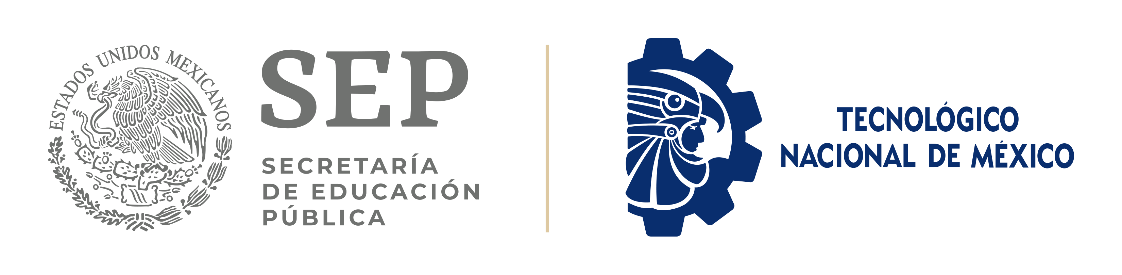 ESTADOS UNIDOS MEXICANOS
SEP
SECRETARÍA
DE EDUCACIÓN
PÚBLICA
TECNOLÓGICO
NACIONAL DE MÉXICO